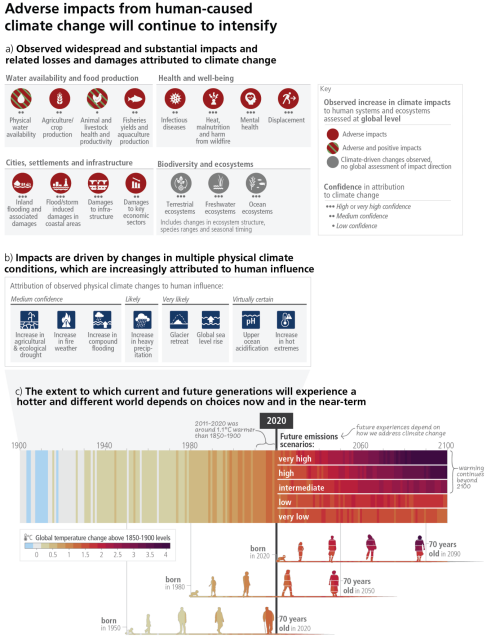 Adverse impacts from human-caused
climate change will continue to intensify
a) Observed widespread and substantial impacts and
related losses and damages attributed to climate change
Water availability and food production
Physical
water
availability
Agriculture/
crop
production
Animal and
livestock
health and
productivity
Fisheries
yields and
aquaculture
production
Health and well-being
Infectious
diseases
Heat,
malnutrition
and harm
from wildfire
Mental
health
Displacement
Cities, settlements and infrastructure
Inland
flooding and
associated
damages
Flood/storm
induced
damages in
coastal areas
Damages
to infra-
structure
Damages
to key
economic
sectors
Biodiversity and ecosystems
Terrestrial
ecosystems
Freshwater
ecosystems
Ocean
ecosystems
Includes changes in ecosystem structure,
species ranges and seasonal timing
Key
Observed increase in climate impacts
to human systems and ecosystems
assessed at global level
Adverse impacts
Adverse and positive impacts
Climate-driven changes observed,
no global assessment of impact direction
Confidence in attribution
to climate change
••• High or very high confidence
•• Medium confidence
• Low confidence
b) Impacts are driven by changes in multiple physical climate
conditions, which are increasingly attributed to human influence
Attribution of observed physical climate changes to human influence:
Medium confidence
Increase in
agricultural
& ecological
drought
Increase in
fire
weather
Increase in
compound
flooding
Likely
Increase
in heavy
precip-
itation
Very likely
Glacier
retreat
Global sea
level rise
Virtually certain
pH
Upper
ocean
acidification
Increase
in hot
extremes
c) The extent to which current and future generations will experience a
hotter and different world depends on choices now and in the near-term
2011-2020 was
around 1.1°C warmer
than 1850-1900
2020
future experiences depend on
how we address climate change
Future emissions
scenarios:
1900
1940
1980
2060
2100
very high
high
intermediate
low
very low
warming
continues
beyond
2100
°C Global temperature change above 1850-1900 levels
0 0.5 1 1.5 2 2.5 3 3.5 4
born
in 2020
70 years
old in 2090
born
in 1980
70 years
old in 2050
born
in 1950
70 years
old in 2020